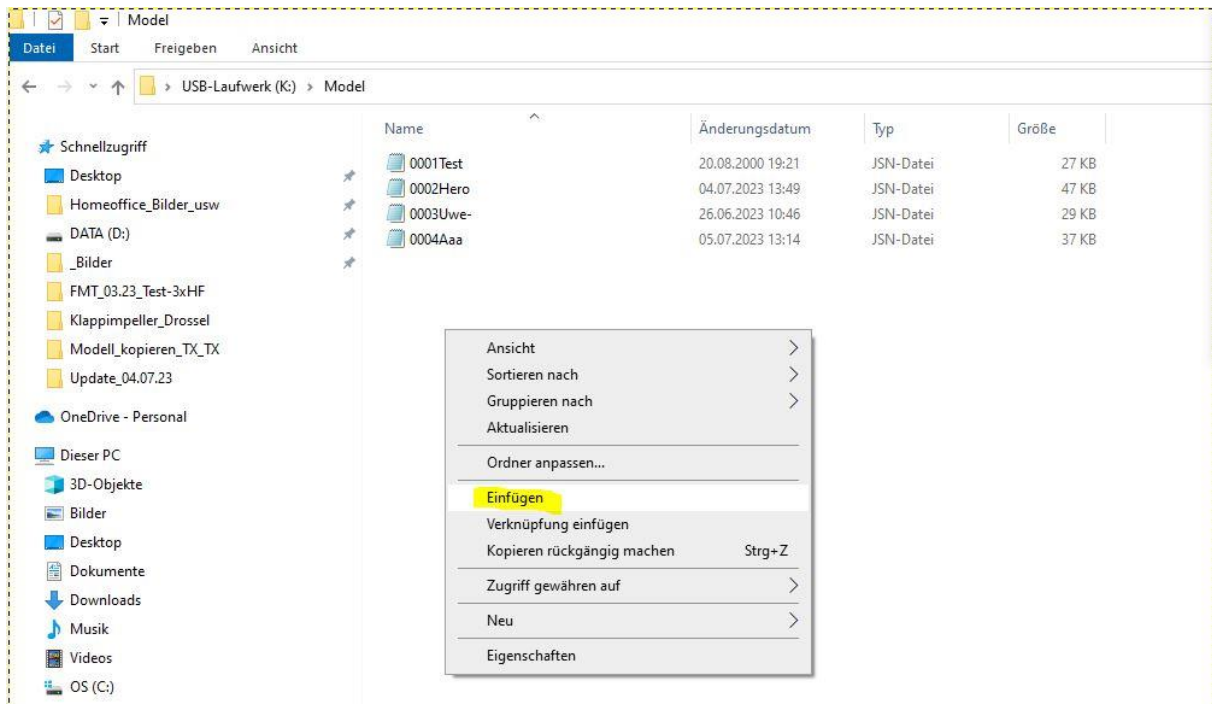 Model
Datei Start Freigeben Ansicht
USB-Laufwerk (K:) > Model
Schnellzugriff
Desktop
Homeoffice_Bilder_usw
DATA (D:)
_Bilder
FMT_03.23_Test-3xHF
Klappimpeller_Drossel
Modell_kopieren_TX_TX
Update_04.07.23
OneDrive - Personal
Dieser PC
3D-Objekte
Bilder
Desktop
Dokumente
Downloads
Musik
Videos
OS (C:)
Name Änderungsdatum Typ Größe
0001Test 20.08.2000 19:21 JSN-Datei 27 KB
0002Hero 04.07.2023 13:49 JSN-Datei 47 KB
0003Uwe- 26.06.2023 10:46 JSN-Datei 29 KB
0004Aaa 05.07.2023 13:14 JSN-Datei 37 KB
Ansicht
Sortieren nach
Gruppieren nach
Aktualisieren
Ordner anpassen...
Einfügen
Verknüpfung einfügen
Kopieren rückgängig machen Strg+Z
Zugriff gewähren auf
Neu
Eigenschaften